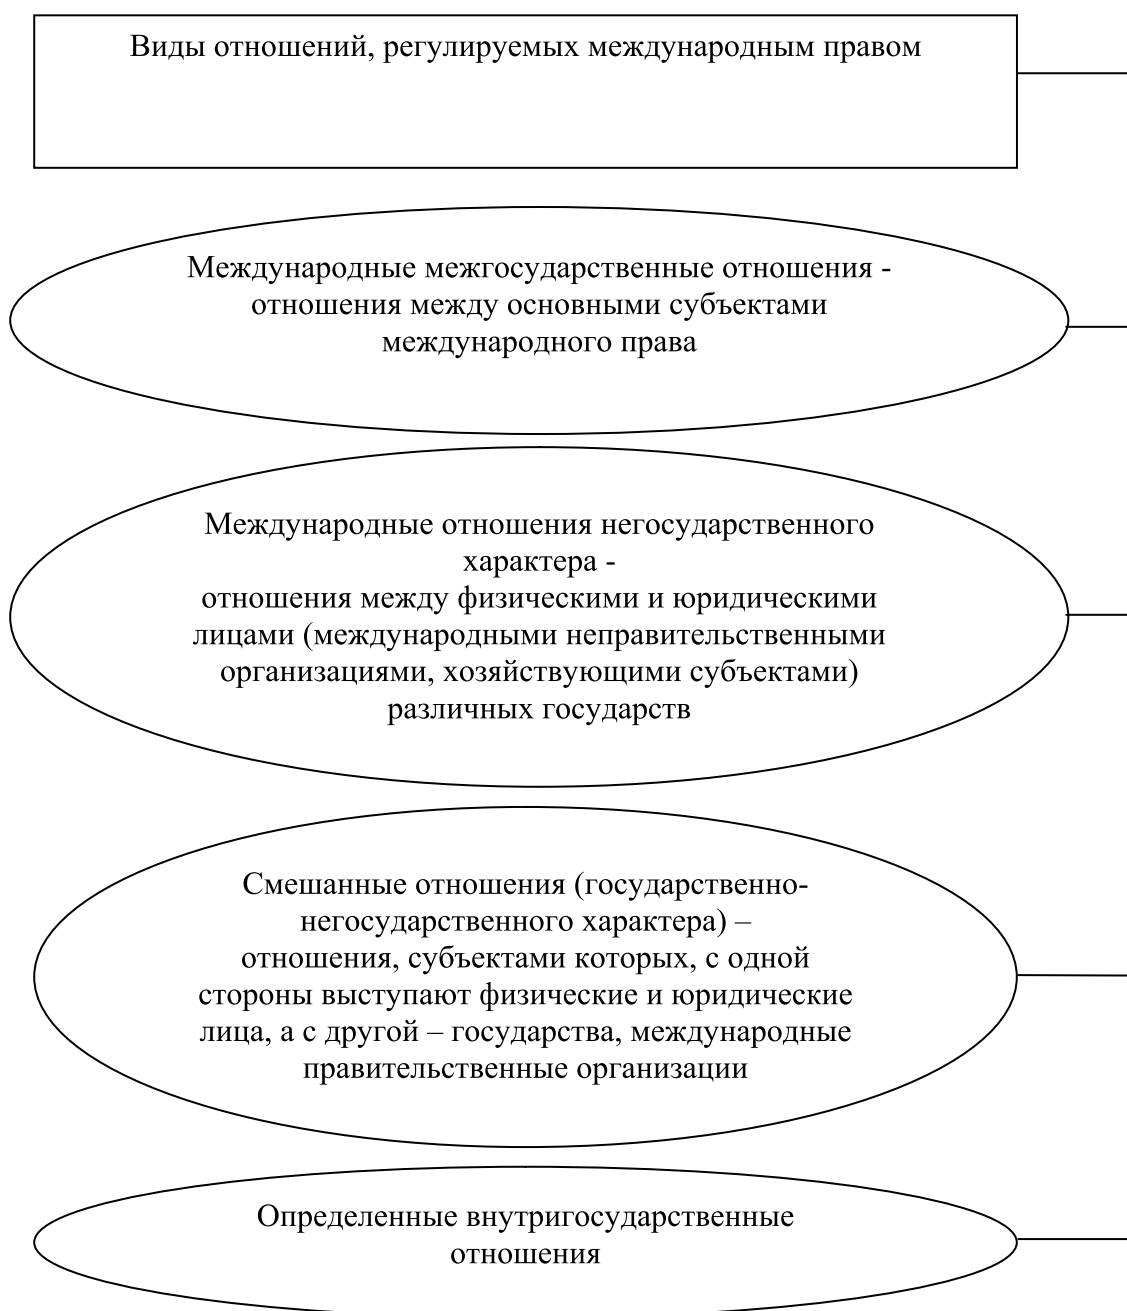 Виды отношений, регулируемых международным правом
Международные межгосударственные отношения -
отношения между основными субъектами
международного права
Международные отношения негосударственного
характера -
отношения между физическими и юридическими
лицами (международными неправительственными
организациями, хозяйствующими субъектами)
различных государств
Смешанные отношения (государственно-
негосударственного характера) –
отношения, субъектами которых, с одной
стороны выступают физические и юридические
лица, а с другой – государства, международные
правительственные организации
Определенные внутригосударственные
отношения